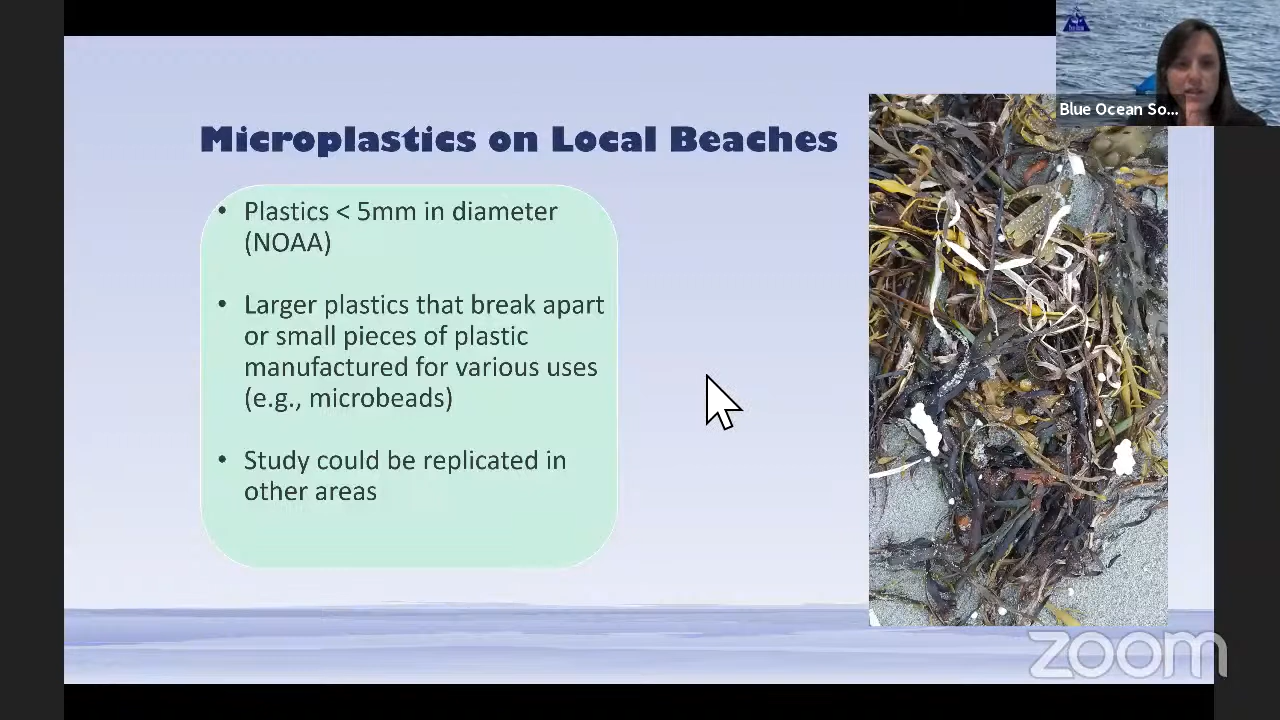 Blue Ocean So...
Microplastics on Local Beaches
• Plastics < 5mm in diameter
(NOAA)
• Larger plastics that break apart
or small pieces of plastic
manufactured for various uses
(e.g., microbeads)
• Study could be replicated in
other areas
zoom